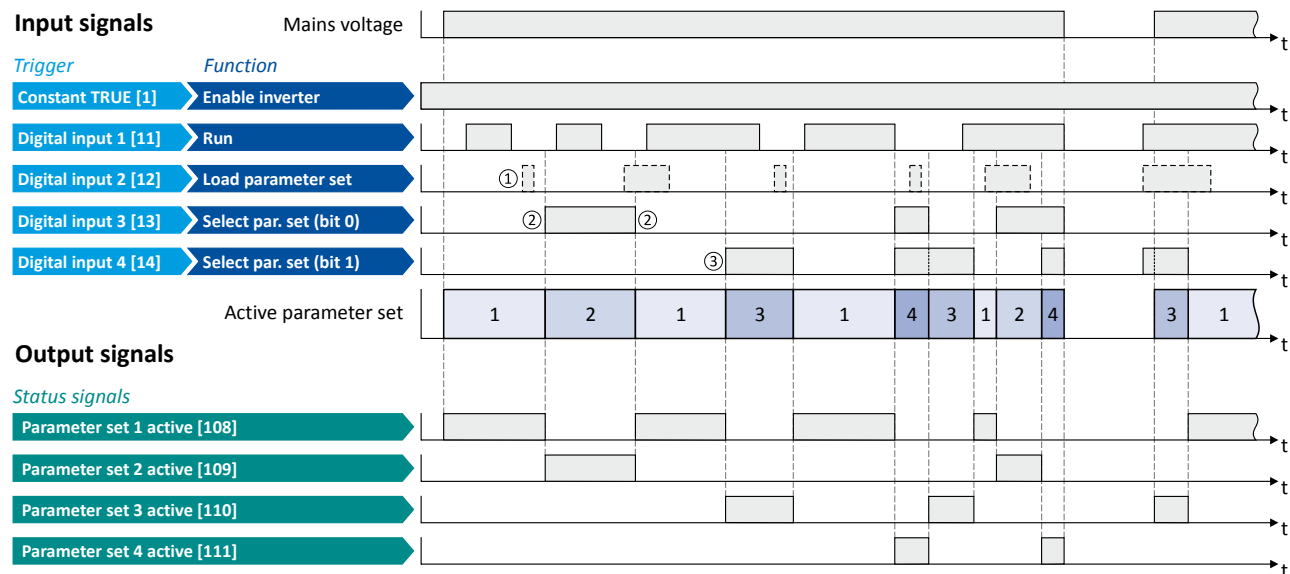 Input signals
Mains voltage
t
Trigger Function
Constant TRUE [1] Enable inverter
t
Digital input 1 [11] Run
t
Digital input 2 [12] Load parameter set ①
t
Digital input 3 [13] Select par. set (bit 0) ② ②
t
Digital input 4 [14] Select par. set (bit 1) ③
t
Active parameter set 1 2 1 3 1 4 3 1 2 4 3 1
t
Output signals
Status signals
Parameter set 1 active [108]
t
Parameter set 2 active [109]
t
Parameter set 3 active [110]
t
Parameter set 4 active [111]
t